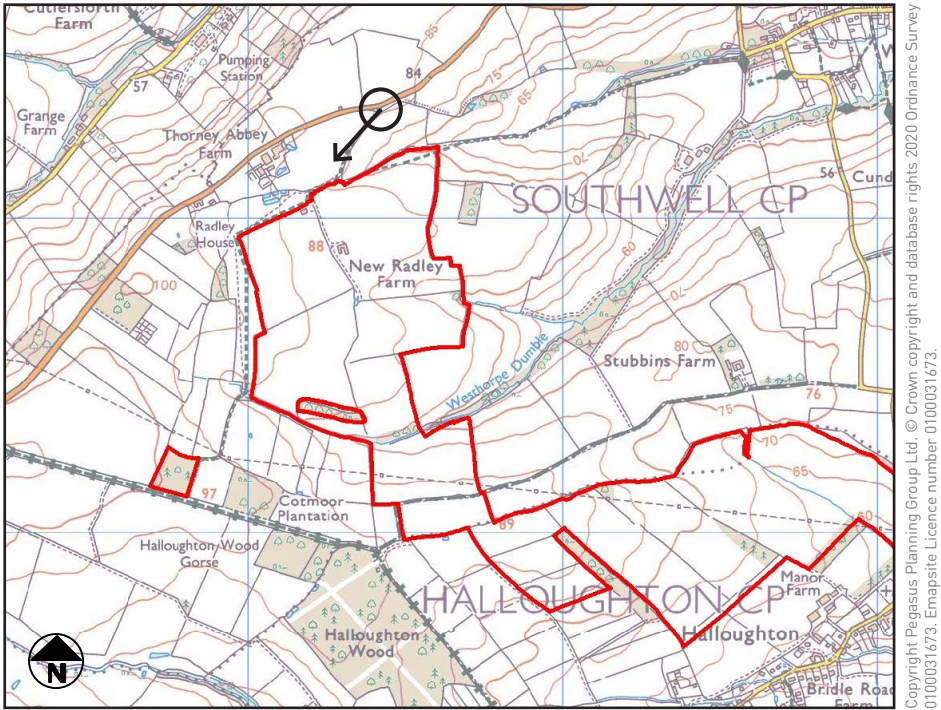 Cutlersforth
Farm
85
84
75
65
57
Pumping
Station
Grange
Farm
Thorney Abbey
Farm
70
56
Cund
SOUTHWELL CP
Radley
House
88
60
New Radley
Farm
100
70
Westhorpe Dumble
80
Stubbins Farm
76
75
70
65
97
Cotmoor
Plantation
89
60
Halloughton Wood
Gorse
Manor
Farm
HALLOUGHTON CP
Halloughton
Halloughton
Wood
N
Bridle Road
Farm
Copyright Pegasus Planning Group Ltd. © Crown copyright and database rights 2020 Ordnance Survey
0100031673. Emapsite Licence number 0100031673.